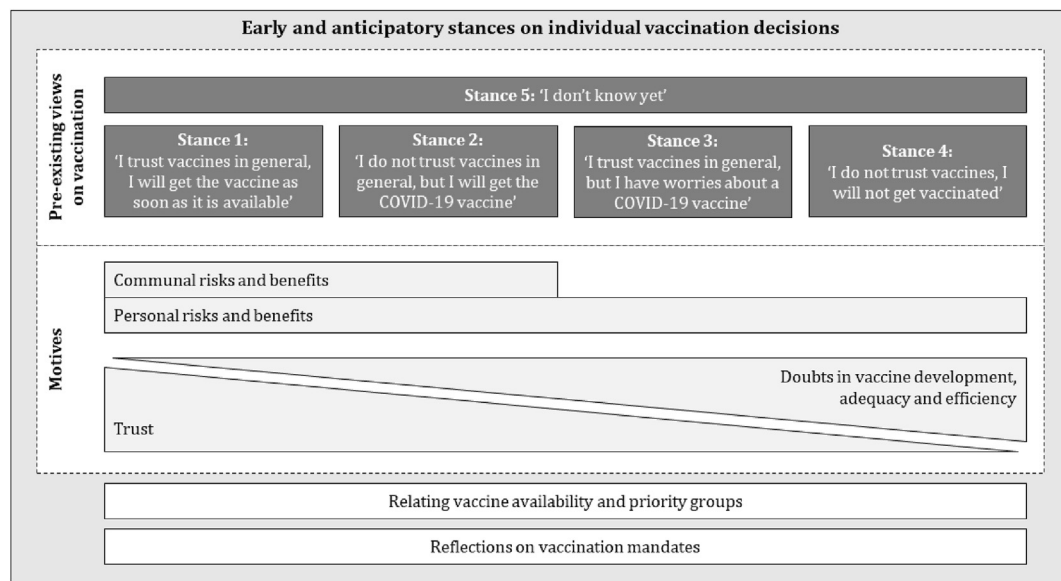 Early and anticipatory stances on individual vaccination decisions
Pre-existing views
on vaccination
Stance 5: ‘I don’t know yet’
Stance 1:
‘I trust vaccines in general,
I will get the vaccine as
soon as it is available’
Stance 2:
‘I do not trust vaccines in
general, but I will get the
COVID-19 vaccine’
Stance 3:
‘I trust vaccines in general,
but I have worries about a
COVID-19 vaccine’
Stance 4:
‘I do not trust vaccines, I
will not get vaccinated’
Motives
Communal risks and benefits
Personal risks and benefits
Doubts in vaccine development,
adequacy and efficiency
Trust
Relating vaccine availability and priority groups
Reflections on vaccination mandates